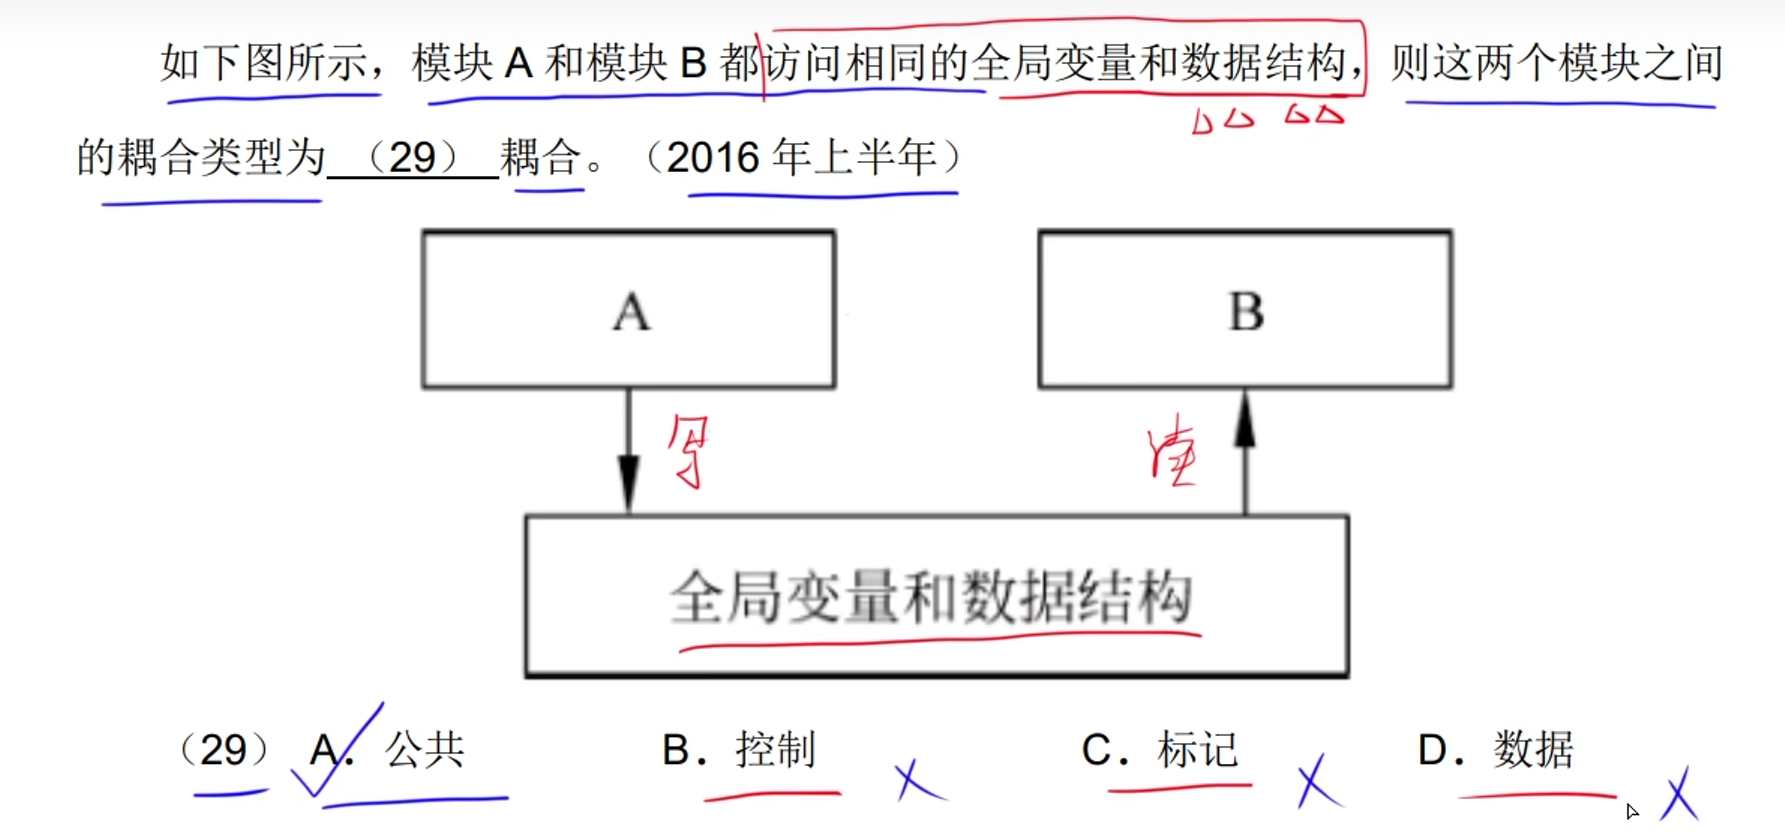 如下图所示，模块 A 和模块 B 都访问相同的全局变量和数据结构，则这两个模块之间
的耦合类型为 （29） 耦合。（2016 年上半年）
A
B
写
读
全局变量和数据结构
（29） A．公共 B．控制 C．标记 D．数据